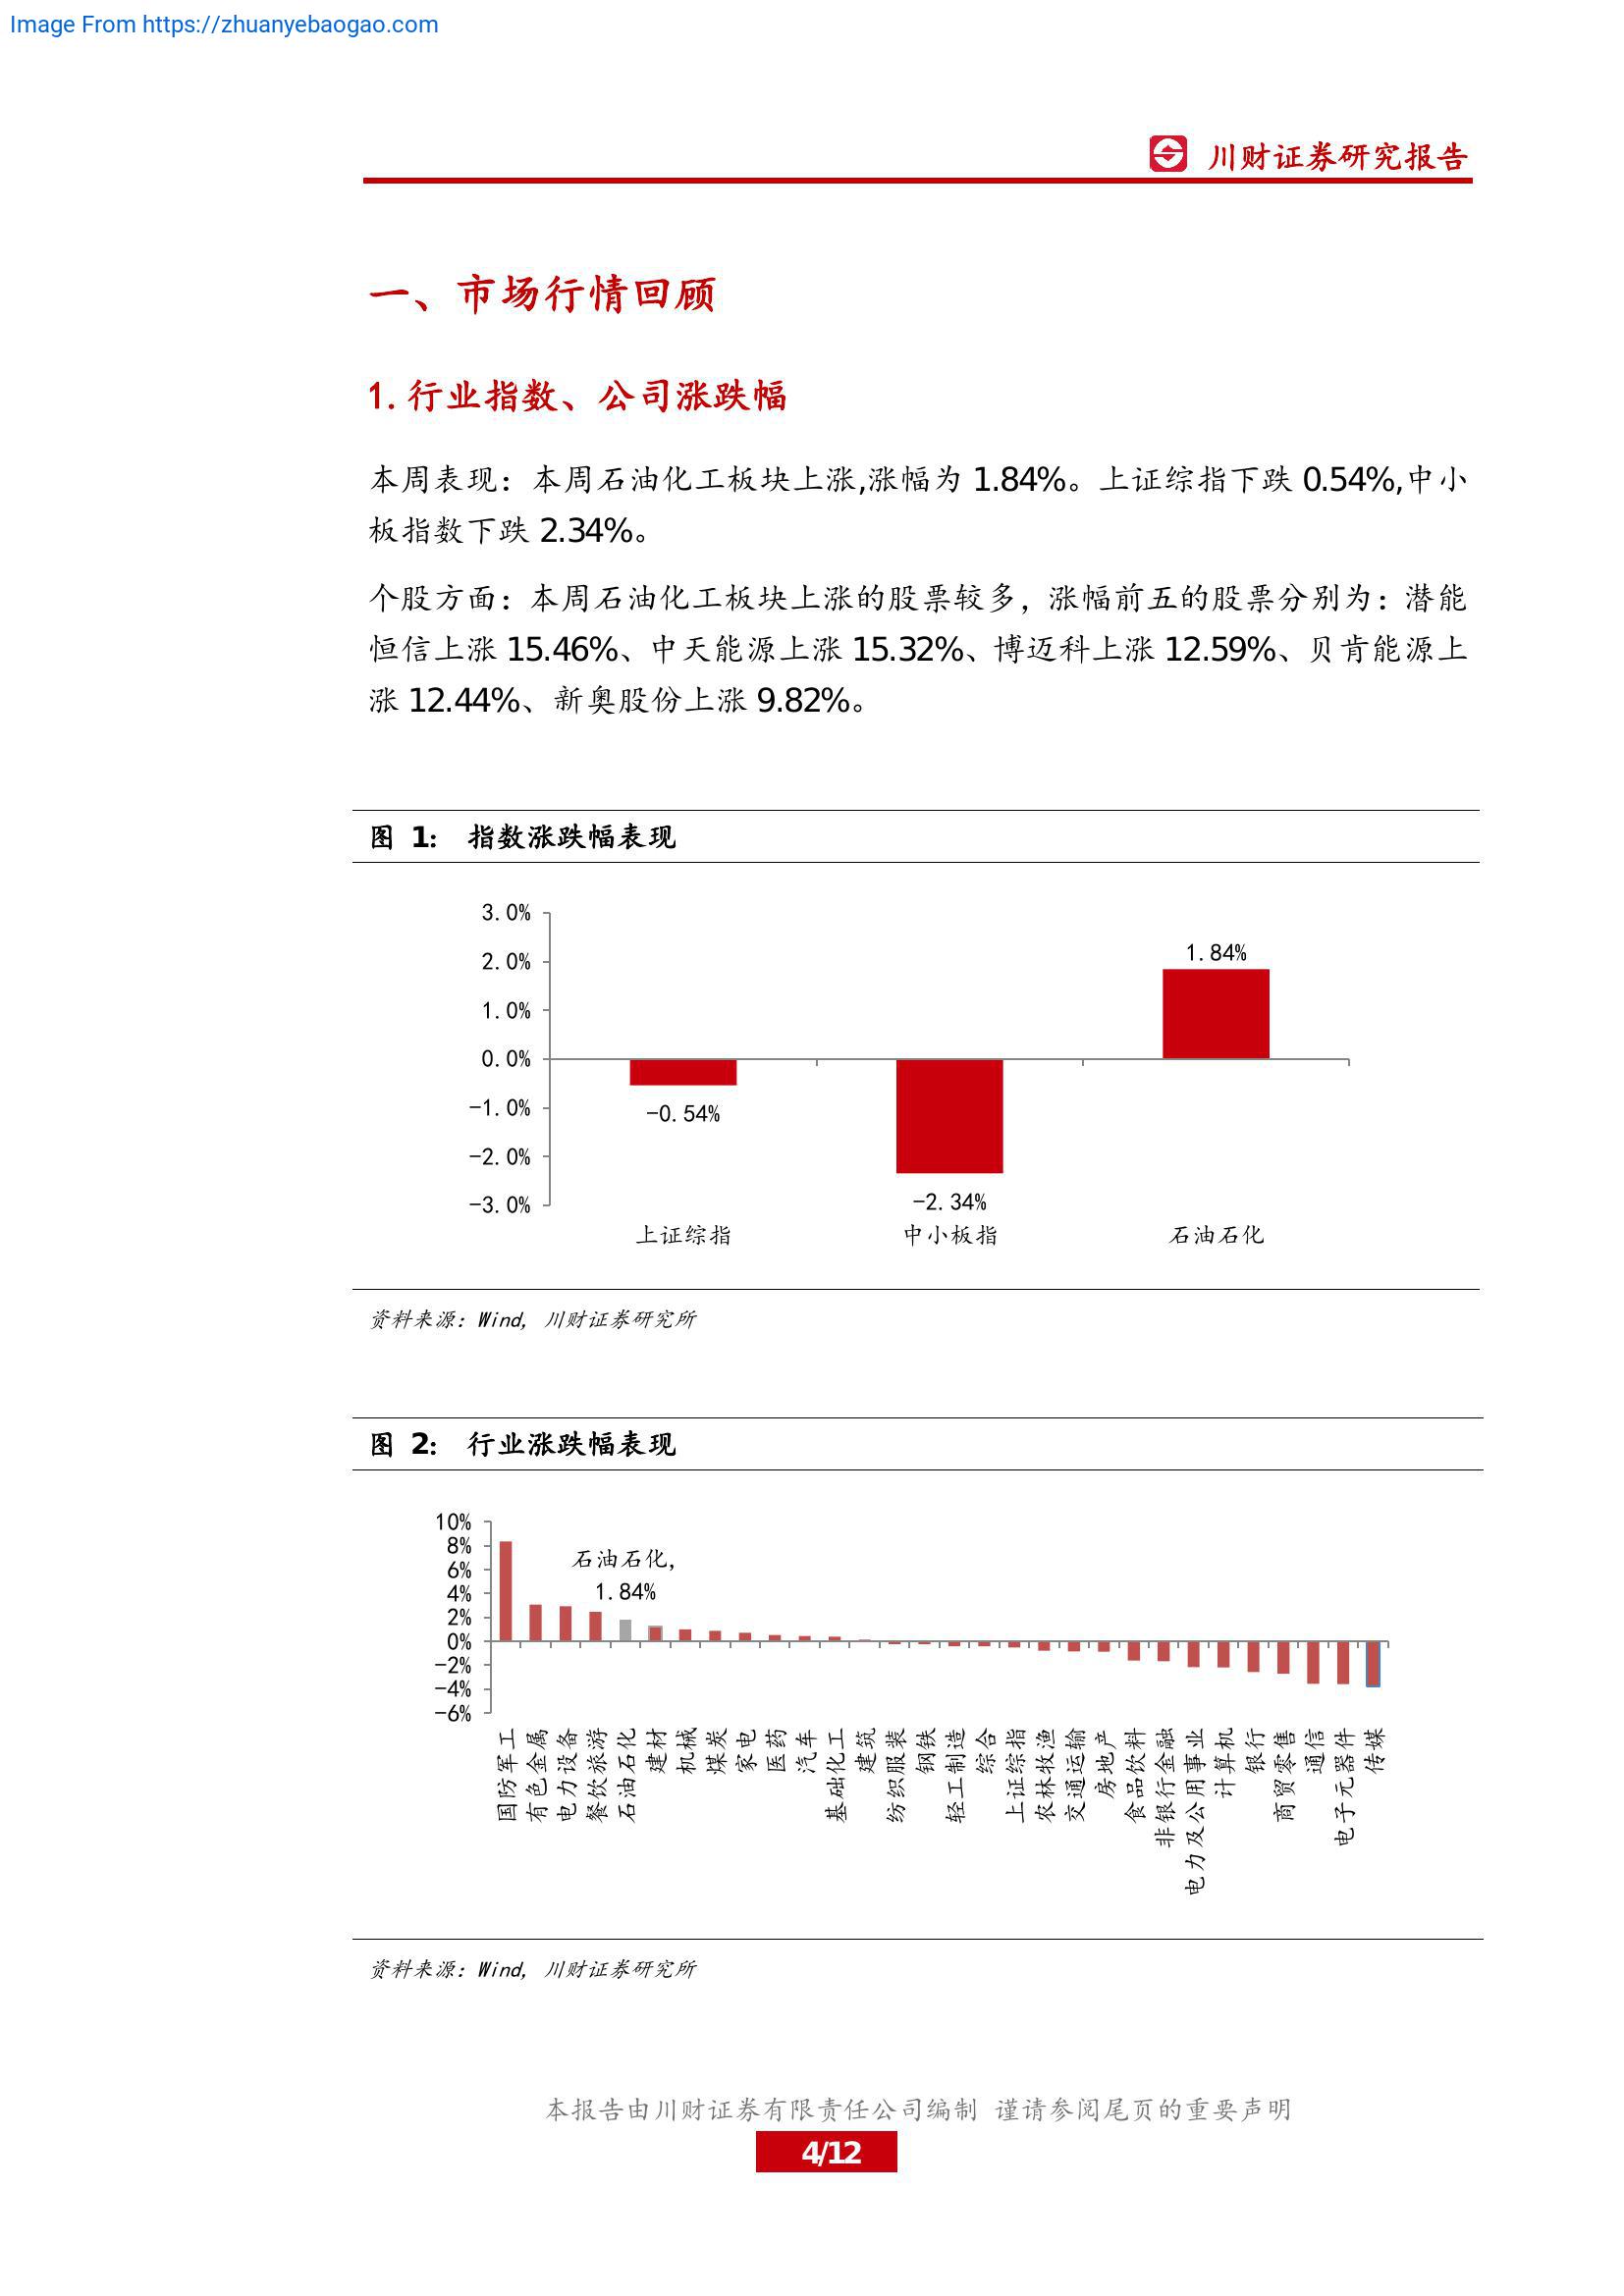 Image From https://zhuanyebaogao.com
川财证券研究报告
一、市场行情回顾
1.行业指数、公司涨跌幅
本周表现：本周石油化工板块上涨,涨幅为 1.84%。上证综指下跌 0.54%,中小
板指数下跌 2.34%。
个股方面：本周石油化工板块上涨的股票较多，涨幅前五的股票分别为：潜能
恒信上涨 15.46%、中天能源上涨 15.32%、博迈科上涨 12.59%、贝肯能源上
涨 12.44%、新奥股份上涨 9.82%。
图 1： 指数涨跌幅表现
3.0%
2.0%
1.0%
0.0%
-1.0%
-2.0%
-3.0%
1.84%
-0.54%
-2.34%
上证综指
中小板指
石油石化
资料来源：Wind, 川财证券研究所
图 2： 行业涨跌幅表现
10%
8%
6%
4%
2%
0%
-2%
-4%
-6%
石油石化,
1.84%
国防军工
有色金属
电力设备
餐饮旅游
石油石化
建材
机械
煤炭
家电
医药
汽车
基础化工
建筑
纺织服装
钢铁
轻工制造
综合
上证综指
农林牧渔
交通运输
房地产
食品饮料
非银行金融
电力及公用事业
计算机
银行
商贸零售
通信
电子元器件
传媒
资料来源：Wind, 川财证券研究所
本报告由川财证券有限责任公司编制 谨请参阅尾页的重要声明
4/12